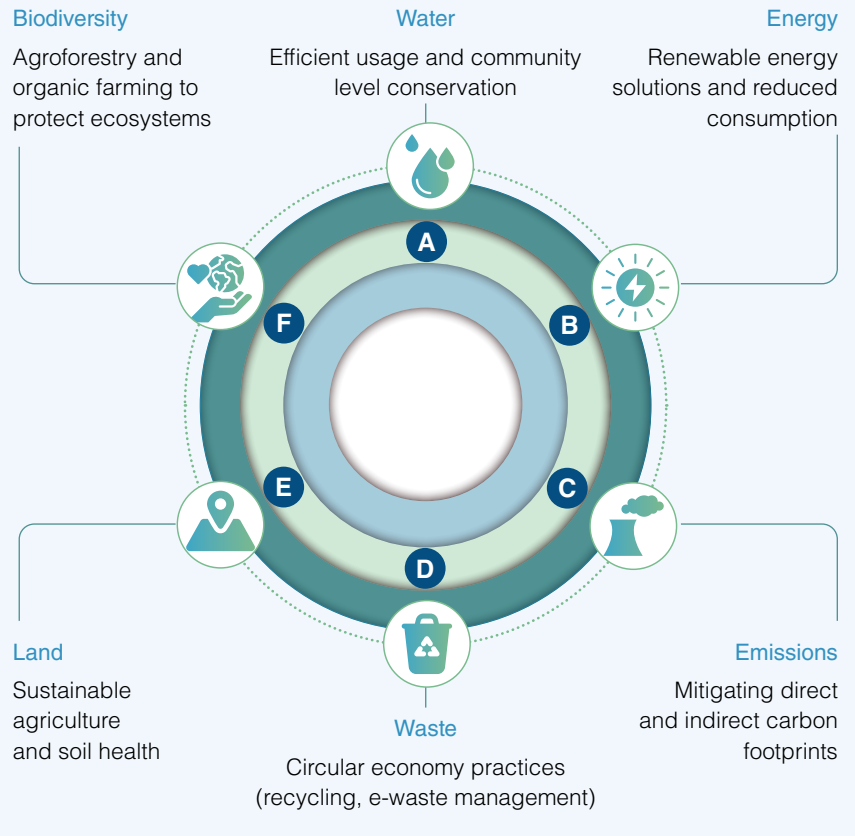 Biodiversity
Agroforestry and
organic farming to
protect ecosystems
Water
Efficient usage and community
level conservation
Energy
Renewable energy
solutions and reduced
consumption
A
B
C
D
E
F
Land
Sustainable
agriculture
and soil health
Waste
Circular economy practices
(recycling, e-waste management)
Emissions
Mitigating direct
and indirect carbon
footprints